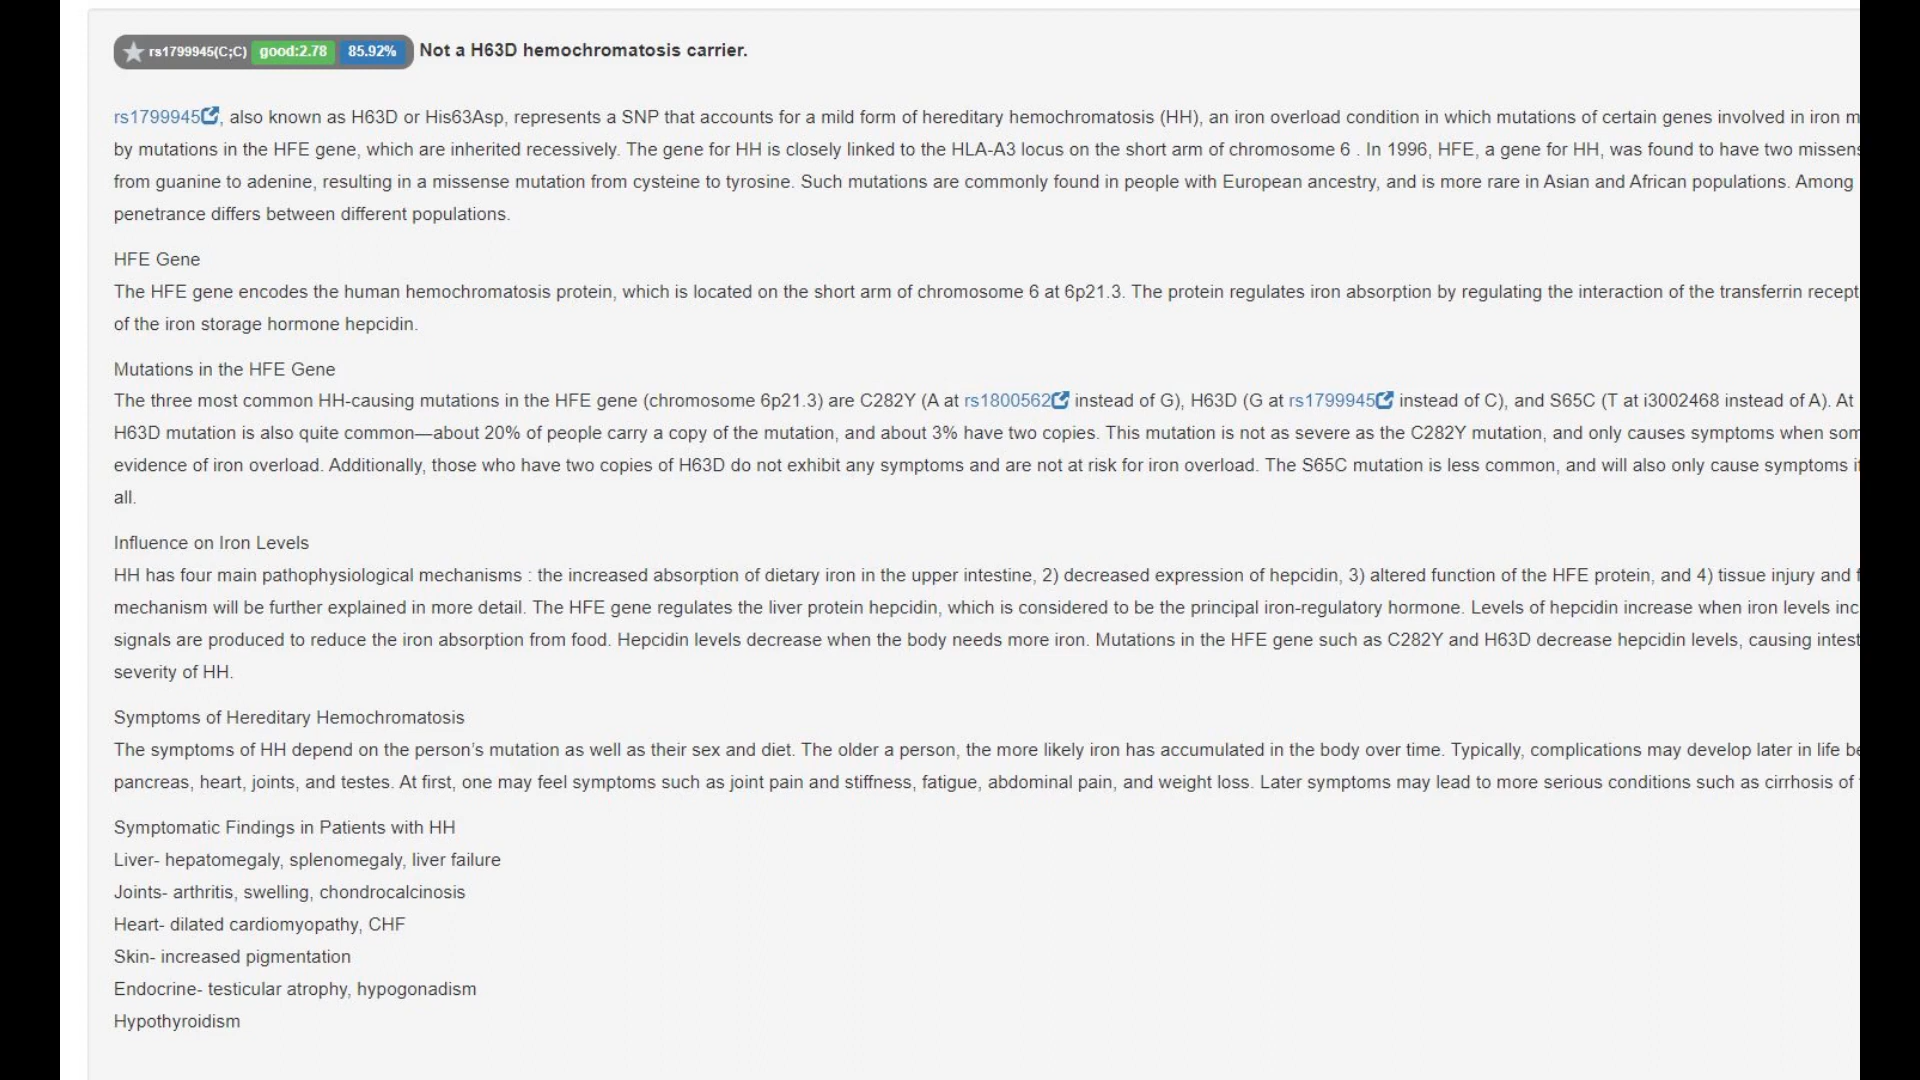 rs1799945(C;C) good:2.78 85.92% Not a H63D hemochromatosis carrier.
rs1799945, also known as H63D or His63Asp, represents a SNP that accounts for a mild form of hereditary hemochromatosis (HH), an iron overload condition in which mutations of certain genes involved in iron m
by mutations in the HFE gene, which are inherited recessively. The gene for HH is closely linked to the HLA-A3 locus on the short arm of chromosome 6 . In 1996, HFE, a gene for HH, was found to have two missens
from guanine to adenine, resulting in a missense mutation from cysteine to tyrosine. Such mutations are commonly found in people with European ancestry, and is more rare in Asian and African populations. Among
penetrance differs between different populations.
HFE Gene
The HFE gene encodes the human hemochromatosis protein, which is located on the short arm of chromosome 6 at 6p21.3. The protein regulates iron absorption by regulating the interaction of the transferrin recept
of the iron storage hormone hepcidin.
Mutations in the HFE Gene
The three most common HH-causing mutations in the HFE gene (chromosome 6p21.3) are C282Y (A at rs1800562 instead of G), H63D (G at rs1799945 instead of C), and S65C (T at i3002468 instead of A). At
H63D mutation is also quite common—about 20% of people carry a copy of the mutation, and about 3% have two copies. This mutation is not as severe as the C282Y mutation, and only causes symptoms when som
evidence of iron overload. Additionally, those who have two copies of H63D do not exhibit any symptoms and are not at risk for iron overload. The S65C mutation is less common, and will also only cause symptoms i
all.
Influence on Iron Levels
HH has four main pathophysiological mechanisms : the increased absorption of dietary iron in the upper intestine, 2) decreased expression of hepcidin, 3) altered function of the HFE protein, and 4) tissue injury and f
mechanism will be further explained in more detail. The HFE gene regulates the liver protein hepcidin, which is considered to be the principal iron-regulatory hormone. Levels of hepcidin increase when iron levels inc
signals are produced to reduce the iron absorption from food. Hepcidin levels decrease when the body needs more iron. Mutations in the HFE gene such as C282Y and H63D decrease hepcidin levels, causing intest
severity of HH.
Symptoms of Hereditary Hemochromatosis
The symptoms of HH depend on the person’s mutation as well as their sex and diet. The older a person, the more likely iron has accumulated in the body over time. Typically, complications may develop later in life be
pancreas, heart, joints, and testes. At first, one may feel symptoms such as joint pain and stiffness, fatigue, abdominal pain, and weight loss. Later symptoms may lead to more serious conditions such as cirrhosis of
Symptomatic Findings in Patients with HH
Liver- hepatomegaly, splenomegaly, liver failure
Joints- arthritis, swelling, chondrocalcinosis
Heart- dilated cardiomyopathy, CHF
Skin- increased pigmentation
Endocrine- testicular atrophy, hypogonadism
Hypothyroidism